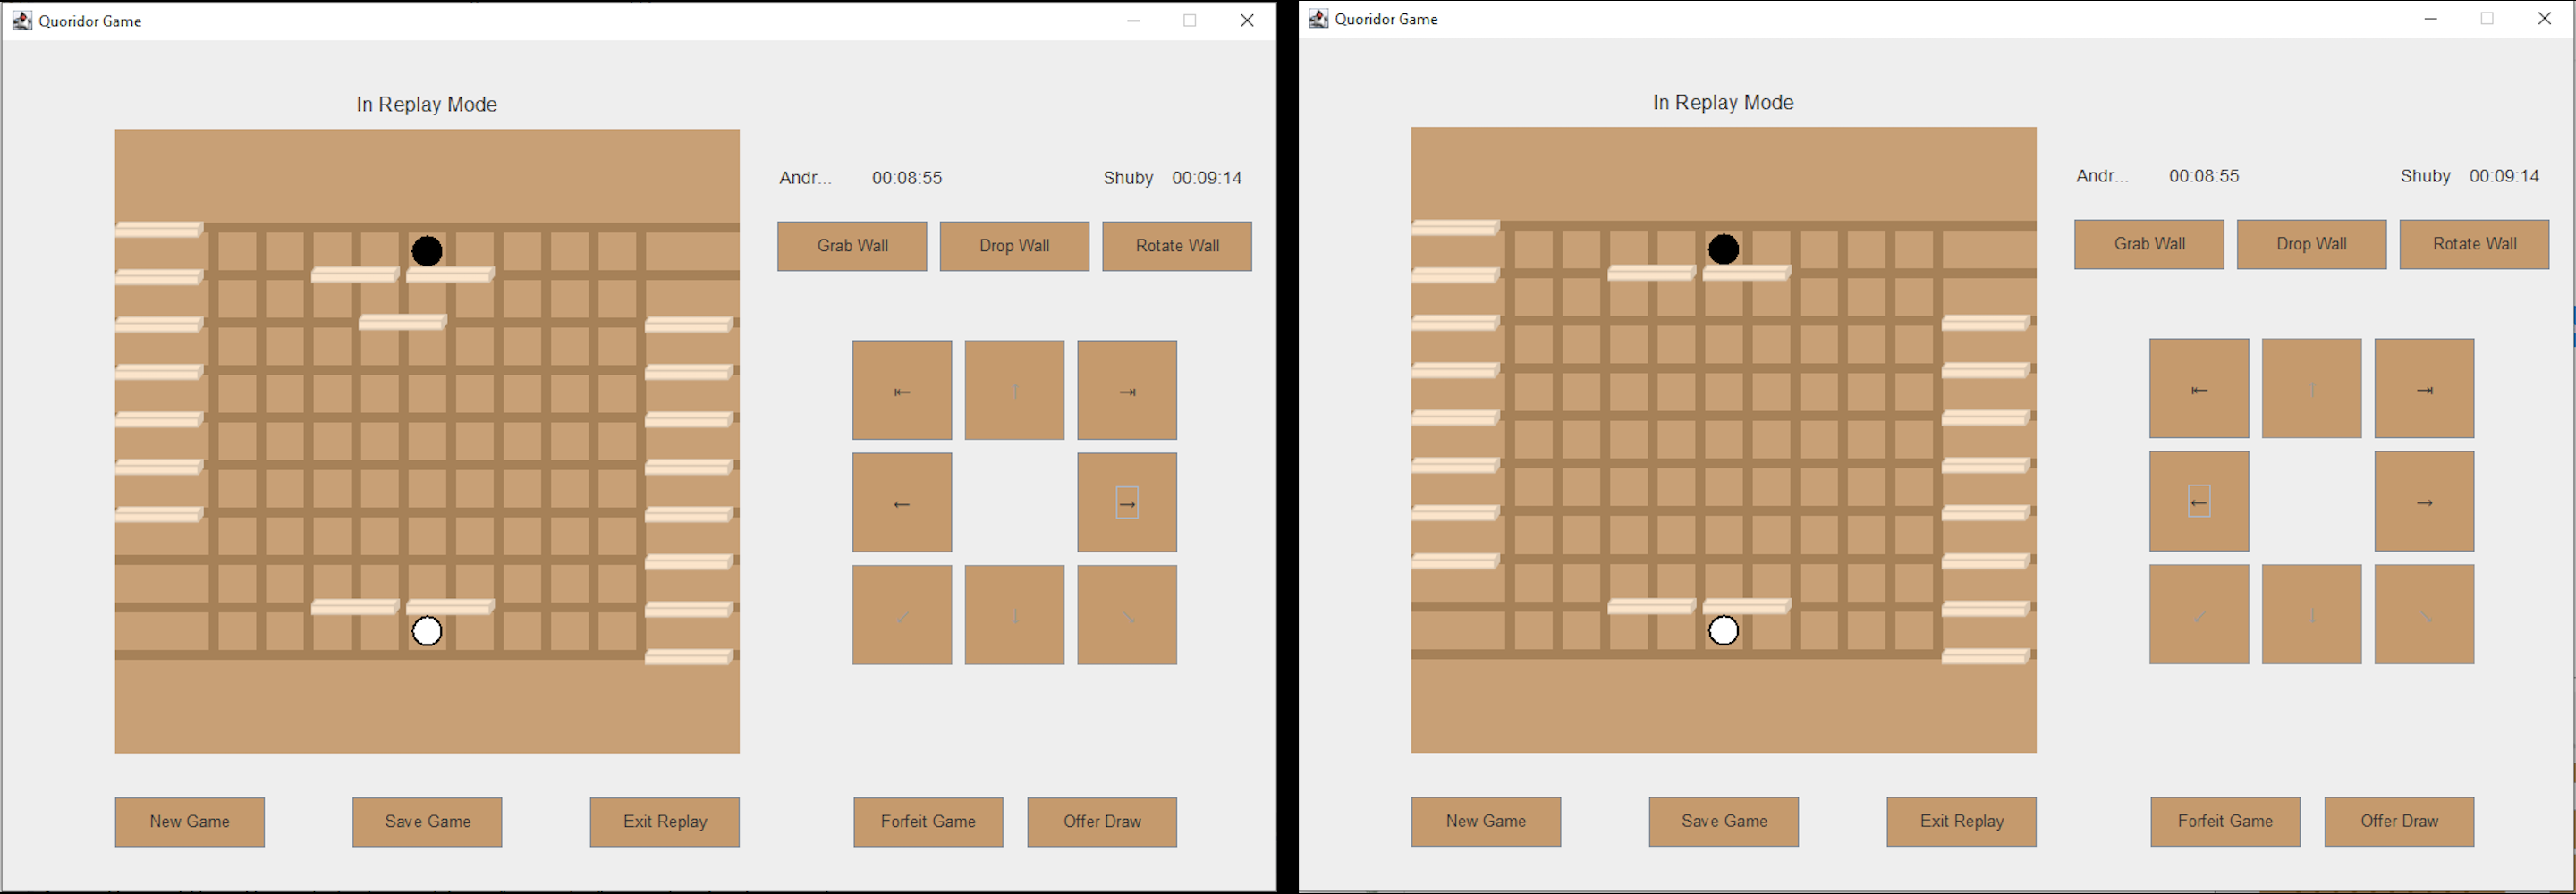 Quoridor Game
In Replay Mode
Andr... 00:08:55 Shuby 00:09:14
Grab Wall Drop Wall Rotate Wall
⇤ ↑ ⇥
← →
↙ ↓ ↘
New Game Save Game Exit Replay Forfeit Game Offer Draw
Quoridor Game
In Replay Mode
Andr... 00:08:55 Shuby 00:09:14
Grab Wall Drop Wall Rotate Wall
⇤ ↑ ⇥
← →
↙ ↓ ↘
New Game Save Game Exit Replay Forfeit Game Offer Draw